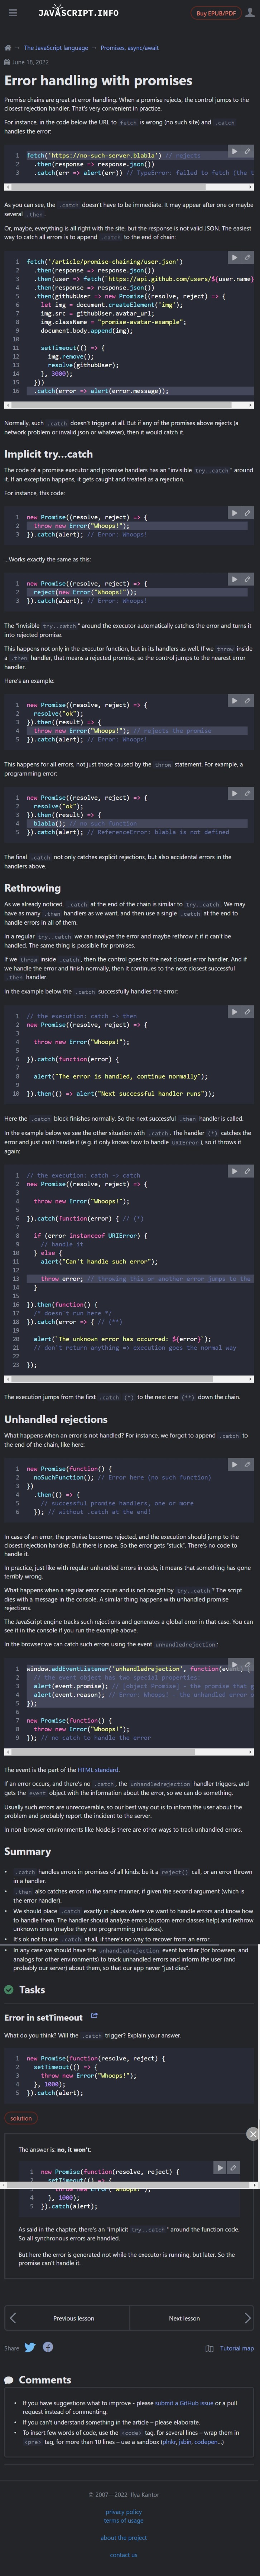 JAVASCRIPT.INFO
Buy EPUB/PDF
The JavaScript language
Promises, async/await
June 18, 2022
Error handling with promises
Promise chains are great at error handling. When a promise rejects, the control jumps to the
closest rejection handler. That's very convenient in practice.
For instance, in the code below the URL to fetch is wrong (no such site) and .catch
handles the error:
1 fetch('https://no-such-server.blabla') // rejects
2 .then(response => response.json())
3 .catch(err => alert(err)) // TypeError: failed to fetch (the t
As you can see, the .catch doesn't have to be immediate. It may appear after one or maybe
several .then.
Or, maybe, everything is all right with the site, but the response is not valid JSON. The easiest
way to catch all errors is to append .catch to the end of chain:
1 fetch('/article/promise-chaining/user.json')
2 .then(response => response.json())
3 .then(user => fetch(`https://api.github.com/users/${user.name}
4 .then(response => response.json())
5 .then(githubUser => new Promise((resolve, reject) => {
6 let img = document.createElement('img');
7 img.src = githubUser.avatar_url;
8 img.className = "promise-avatar-example";
9 document.body.append(img);
10
11 setTimeout(() => {
12 img.remove();
13 resolve(githubUser);
14 }, 3000);
15 }))
16 .catch(error => alert(error.message));
Normally, such .catch doesn't trigger at all. But if any of the promises above rejects (a
network problem or invalid json or whatever), then it would catch it.
Implicit try…catch
The code of a promise executor and promise handlers has an "invisible try..catch" around
it. If an exception happens, it gets caught and treated as a rejection.
For instance, this code:
1 new Promise((resolve, reject) => {
2 throw new Error("Whoops!");
3 }).catch(alert); // Error: Whoops!
…Works exactly the same as this:
1 new Promise((resolve, reject) => {
2 reject(new Error("Whoops!"));
3 }).catch(alert); // Error: Whoops!
The "invisible try..catch" around the executor automatically catches the error and turns it
into rejected promise.
This happens not only in the executor function, but in its handlers as well. If we throw inside
a .then handler, that means a rejected promise, so the control jumps to the nearest error
handler.
Here's an example:
1 new Promise((resolve, reject) => {
2 resolve("ok");
3 }).then((result) => {
4 throw new Error("Whoops!"); // rejects the promise
5 }).catch(alert); // Error: Whoops!
This happens for all errors, not just those caused by the throw statement. For example, a
programming error:
1 new Promise((resolve, reject) => {
2 resolve("ok");
3 }).then((result) => {
4 blabla(); // no such function
5 }).catch(alert); // ReferenceError: blabla is not defined
The final .catch not only catches explicit rejections, but also accidental errors in the
handlers above.
Rethrowing
As we already noticed, .catch at the end of the chain is similar to try..catch. We may
have as many .then handlers as we want, and then use a single .catch at the end to
handle errors in all of them.
In a regular try..catch we can analyze the error and maybe rethrow it if it can't be
handled. The same thing is possible for promises.
If we throw inside .catch, then the control goes to the next closest error handler. And if
we handle the error and finish normally, then it continues to the next closest successful
.then handler.
In the example below the .catch successfully handles the error:
1 // the execution: catch -> then
2 new Promise((resolve, reject) => {
3
4 throw new Error("Whoops!");
5
6 }).catch(function(error) {
7
8 alert("The error is handled, continue normally");
9
10 }).then(() => alert("Next successful handler runs"));
Here the .catch block finishes normally. So the next successful .then handler is called.
In the example below we see the other situation with .catch. The handler (*) catches the
error and just can't handle it (e.g. it only knows how to handle URIError), so it throws it
again:
1 // the execution: catch -> catch
2 new Promise((resolve, reject) => {
3
4 throw new Error("Whoops!");
5
6 }).catch(function(error) { // (*)
7
8 if (error instanceof URIError) {
9 // handle it
10 } else {
11 alert("Can't handle such error");
12
13 throw error; // throwing this or another error jumps to the
14 }
15
16 }).then(function() {
17 /* doesn't run here */
18 }).catch(error => { // (**)
19
20 alert(`The unknown error has occurred: ${error}`);
21 // don't return anything => execution goes the normal way
22
23 });
The execution jumps from the first .catch (*) to the next one (**) down the chain.
Unhandled rejections
What happens when an error is not handled? For instance, we forgot to append .catch to
the end of the chain, like here:
1 new Promise(function() {
2 noSuchFunction(); // Error here (no such function)
3 })
4 .then(() => {
5 // successful promise handlers, one or more
6 }); // without .catch at the end!
In case of an error, the promise becomes rejected, and the execution should jump to the
closest rejection handler. But there is none. So the error gets "stuck". There's no code to
handle it.
In practice, just like with regular unhandled errors in code, it means that something has gone
terribly wrong.
What happens when a regular error occurs and is not caught by try..catch? The script
dies with a message in the console. A similar thing happens with unhandled promise
rejections.
The JavaScript engine tracks such rejections and generates a global error in that case. You can
see it in the console if you run the example above.
In the browser we can catch such errors using the event unhandledrejection:
1 window.addEventListener('unhandledrejection', function(event) {
2 // the event object has two special properties:
3 alert(event.promise); // [object Promise] - the promise that g
4 alert(event.reason); // Error: Whoops! - the unhandled error o
5 });
6
7 new Promise(function() {
8 throw new Error("Whoops!");
9 }); // no catch to handle the error
The event is the part of the HTML standard.
If an error occurs, and there's no .catch, the unhandledrejection handler triggers, and
gets the event object with the information about the error, so we can do something.
Usually such errors are unrecoverable, so our best way out is to inform the user about the
problem and probably report the incident to the server.
In non-browser environments like Node.js there are other ways to track unhandled errors.
Summary
• .catch handles errors in promises of all kinds: be it a reject() call, or an error thrown
in a handler.
• .then also catches errors in the same manner, if given the second argument (which is
the error handler).
• We should place .catch exactly in places where we want to handle errors and know how
to handle them. The handler should analyze errors (custom error classes help) and rethrow
unknown ones (maybe they are programming mistakes).
• It's ok not to use .catch at all, if there's no way to recover from an error.
• In any case we should have the unhandledrejection event handler (for browsers, and
analogs for other environments) to track unhandled errors and inform the user (and
probably our server) about them, so that our app never "just dies".
Tasks
Error in setTimeout
What do you think? Will the .catch trigger? Explain your answer.
1 new Promise(function(resolve, reject) {
2 setTimeout(() => {
3 throw new Error("Whoops!");
4 }, 1000);
5 }).catch(alert);
solution
The answer is: no, it won't:
1 new Promise(function(resolve, reject) {
2 setTimeout(() => {
3 throw new Error("Whoops!");
4 }, 1000);
5 }).catch(alert);
As said in the chapter, there's an "implicit try..catch" around the function code.
So all synchronous errors are handled.
But here the error is generated not while the executor is running, but later. So the
promise can't handle it.
Previous lesson
Next lesson
Share
Tutorial map
Comments
• If you have suggestions what to improve - please submit a GitHub issue or a pull
request instead of commenting.
• If you can't understand something in the article – please elaborate.
• To insert few words of code, use the <code> tag, for several lines – wrap them in
<pre> tag, for more than 10 lines – use a sandbox (plnkr, jsbin, codepen…)
© 2007—2022 Ilya Kantor
privacy policy
terms of usage
about the project
contact us